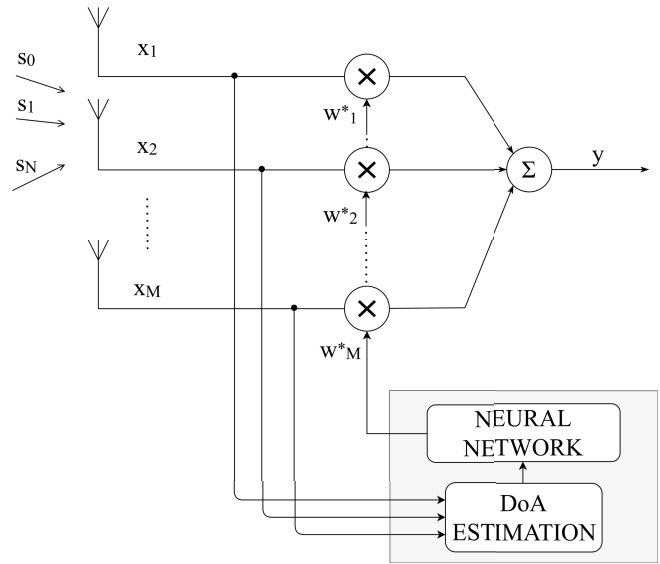 x1
s0
s1
w*1
x2
y
Σ
sN
w*2
xM
w*M
NEURAL
NETWORK
DoA
ESTIMATION